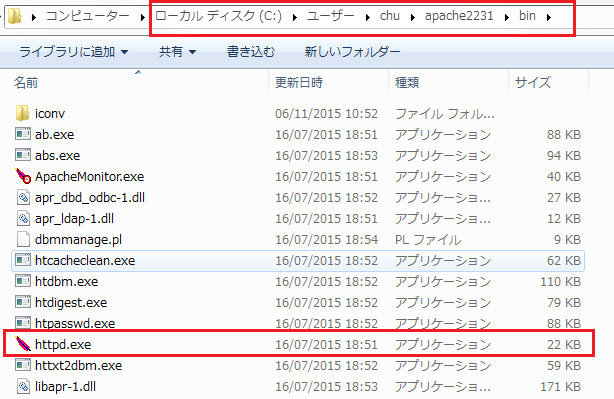 コンピューター ▸ ローカル ディスク (C:) ▸ ユーザー ▸ chu ▸ apache2231 ▸ bin ▸
ライブラリに追加 ▼ 共有 ▼ 書き込む 新しいフォルダー
名前 更新日時 種類 サイズ
iconv 06/11/2015 10:52 ファイル フォル...
ab.exe 16/07/2015 18:51 アプリケーション 88 KB
abs.exe 16/07/2015 18:53 アプリケーション 94 KB
ApacheMonitor.exe 16/07/2015 18:51 アプリケーション 40 KB
apr_dbd_odbc-1.dll 16/07/2015 18:52 アプリケーショ... 27 KB
apr_ldap-1.dll 16/07/2015 18:51 アプリケーショ... 12 KB
dbmmanage.pl 16/07/2015 18:54 PL ファイル 9 KB
htcacheclean.exe 16/07/2015 18:52 アプリケーション 62 KB
htdbm.exe 16/07/2015 18:52 アプリケーション 110 KB
htdigest.exe 16/07/2015 18:52 アプリケーション 79 KB
htpasswd.exe 16/07/2015 18:52 アプリケーション 88 KB
httpd.exe 16/07/2015 18:51 アプリケーション 22 KB
httxt2dbm.exe 16/07/2015 18:52 アプリケーション 59 KB
libapr-1.dll 16/07/2015 18:53 アプリケーショ... 171 KB